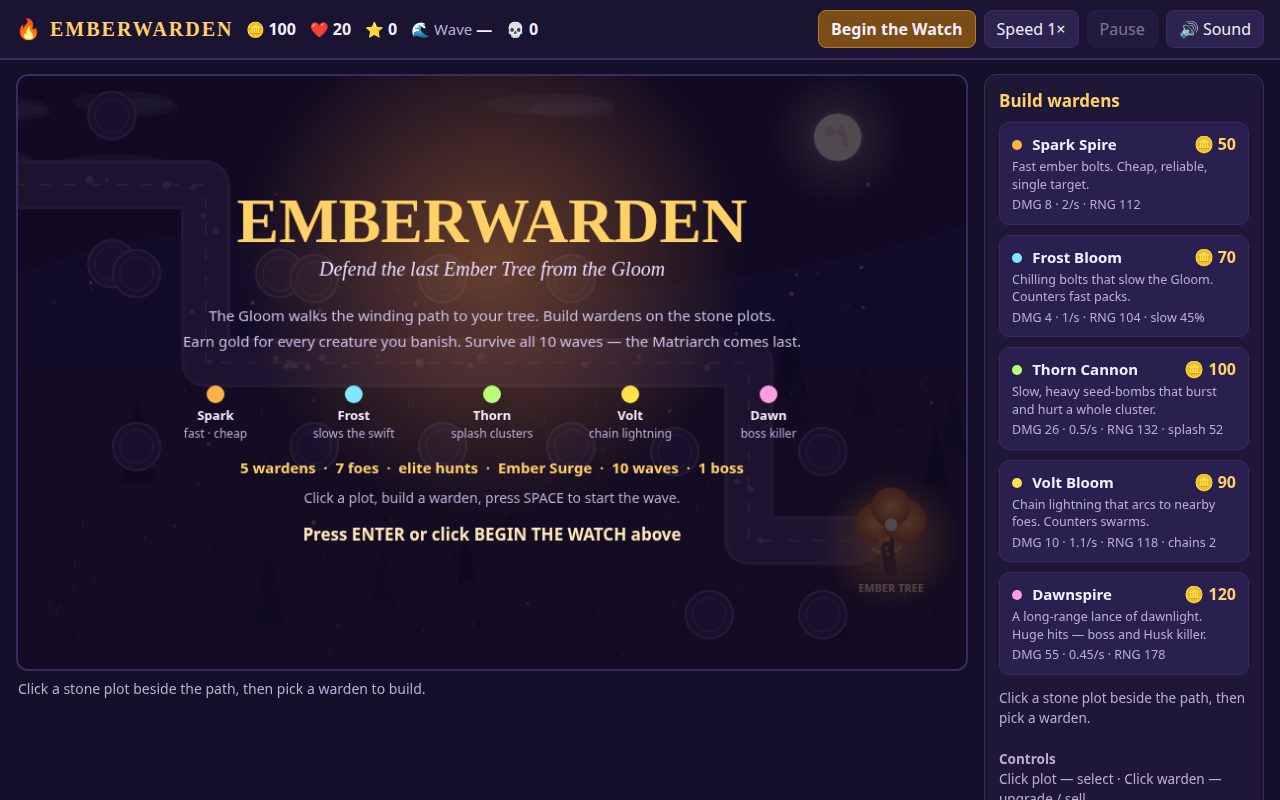 🔥 EMBERWARDEN 🪙 100 ❤️ 20 ⭐ 0 🌊 Wave — 💀 0
Begin the Watch Speed 1× Pause 🔊 Sound
EMBERWARDEN
Defend the last Ember Tree from the Gloom
The Gloom walks the winding path to your tree. Build wardens on the stone plots.
Earn gold for every creature you banish. Survive all 10 waves — the Matriarch comes last.
Spark Frost Thorn Volt Dawn
fast · cheap slows the swift splash clusters chain lightning boss killer
5 wardens · 7 foes · elite hunts · Ember Surge · 10 waves · 1 boss
Click a plot, build a warden, press SPACE to start the wave.
Press ENTER or click BEGIN THE WATCH above
EMBER TREE
Click a stone plot beside the path, then pick a warden to build.
Build wardens
Spark Spire 🪙 50
Fast ember bolts. Cheap, reliable,
single target.
DMG 8 · 2/s · RNG 112
Frost Bloom 🪙 70
Chilling bolts that slow the Gloom.
Counters fast packs.
DMG 4 · 1/s · RNG 104 · slow 45%
Thorn Cannon 🪙 100
Slow, heavy seed-bombs that burst
and hurt a whole cluster.
DMG 26 · 0.5/s · RNG 132 · splash 52
Volt Bloom 🪙 90
Chain lightning that arcs to nearby
foes. Counters swarms.
DMG 10 · 1.1/s · RNG 118 · chains 2
Dawnspire 🪙 120
A long-range lance of dawnlight.
Huge hits — boss and Husk killer.
DMG 55 · 0.45/s · RNG 178
Click a stone plot beside the path, then
pick a warden.
Controls
Click plot — select · Click warden —
upgrade / sell